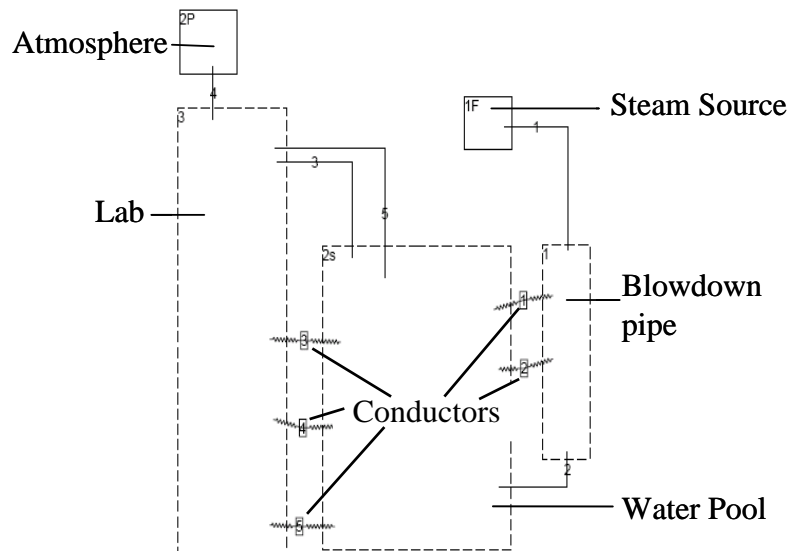 2P
Atmosphere
4
3
1F
Steam Source
1
3
Lab
5
2s
1
1
Blowdown
pipe
3
2
Conductors
4
2
5
Water Pool